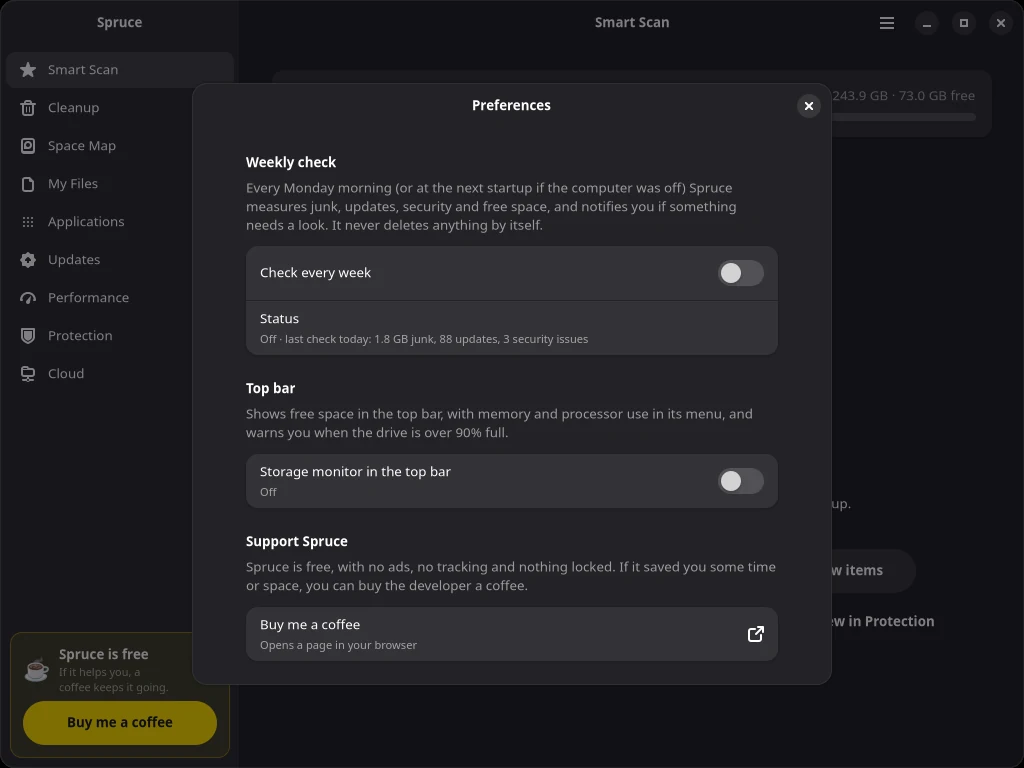 Spruce
Smart Scan
Smart Scan
Cleanup
Space Map
My Files
Applications
Updates
Performance
Protection
Cloud
243.9 GB · 73.0 GB free
Preferences
Weekly check
Every Monday morning (or at the next startup if the computer was off) Spruce
measures junk, updates, security and free space, and notifies you if something
needs a look. It never deletes anything by itself.
Check every week
Status
Off · last check today: 1.8 GB junk, 88 updates, 3 security issues
Top bar
Shows free space in the top bar, with memory and processor use in its menu, and
warns you when the drive is over 90% full.
Storage monitor in the top bar
Off
Support Spruce
Spruce is free, with no ads, no tracking and nothing locked. If it saved you some time
or space, you can buy the developer a coffee.
Buy me a coffee
Opens a page in your browser
up.
w items
ew in Protection
Spruce is free
If it helps you, a
coffee keeps it going.
Buy me a coffee